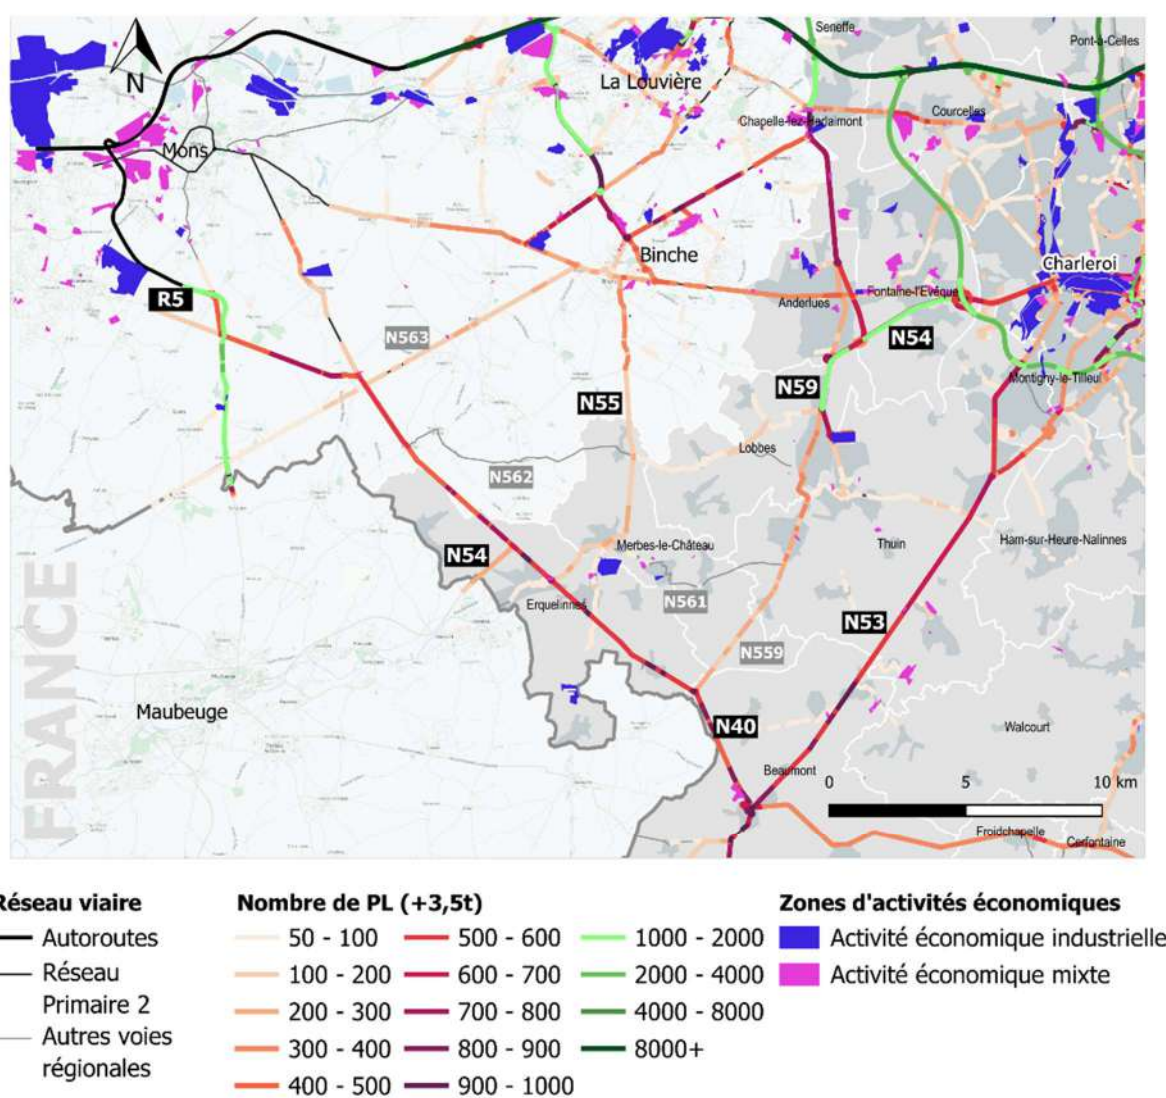 Seneffe
Pont-à-Celles
La Louvière
N
Chapelle-lez-Herlaimont
Courcelles
Mons
Binche
Charleroi
R5
Anderlues
Fontaine-l'Evêque
N563
N54
N59
Montigny-le-Tilleul
N55
Lobbes
N562
Merbes-le-Château
Thuin
Ham-sur-Heure-Nalinnes
N54
Erquelinnes
N561
N53
N559
FRANCE
Maubeuge
N40
Walcourt
Beaumont
0 5 10 km
Froidchapelle
Cerfontaine
Réseau viaire
Autoroutes
Réseau
Primaire 2
Autres voies
régionales
Nombre de PL (+3,5t)
50 - 100
100 - 200
200 - 300
300 - 400
400 - 500
500 - 600
600 - 700
700 - 800
800 - 900
900 - 1000
1000 - 2000
2000 - 4000
4000 - 8000
8000+
Zones d'activités économiques
Activité économique industrielle
Activité économique mixte